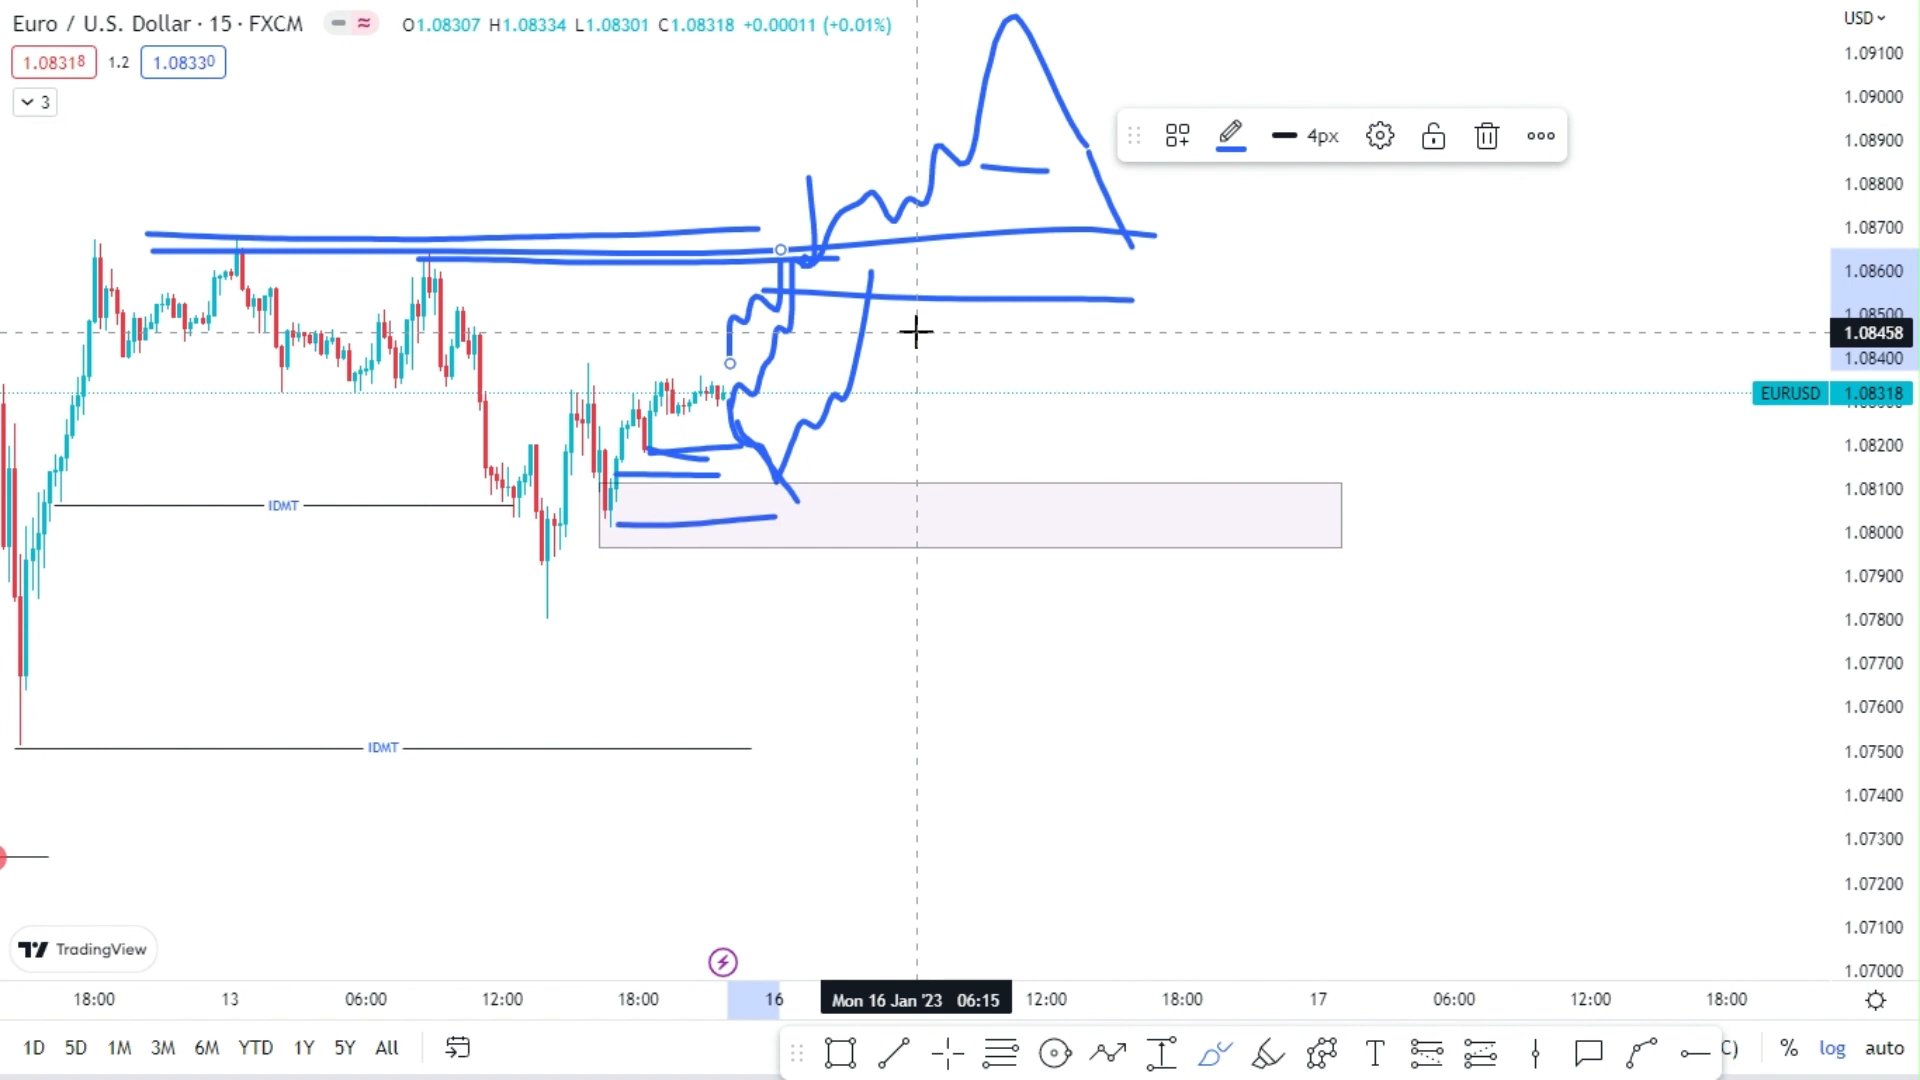 Euro / U.S. Dollar · 15 · FXCM O1.08307 H1.08334 L1.08301 C1.08318 +0.00011 (+0.01%)
1.08318 1.2 1.08330
3
USD
1.09100
1.09000
1.08900
1.08800
1.08700
1.08600
1.08500
1.08458
1.08400
EURUSD 1.08318
1.08200
1.08100
1.08000
1.07900
1.07800
1.07700
1.07600
1.07500
1.07400
1.07300
1.07200
1.07100
1.07000
4px
IDMT
IDMT
TradingView
18:00 13 06:00 12:00 18:00 16 Mon 16 Jan '23 06:15 12:00 18:00 17 06:00 12:00 18:00
1D 5D 1M 3M 6M YTD 1Y 5Y All T C) % log auto